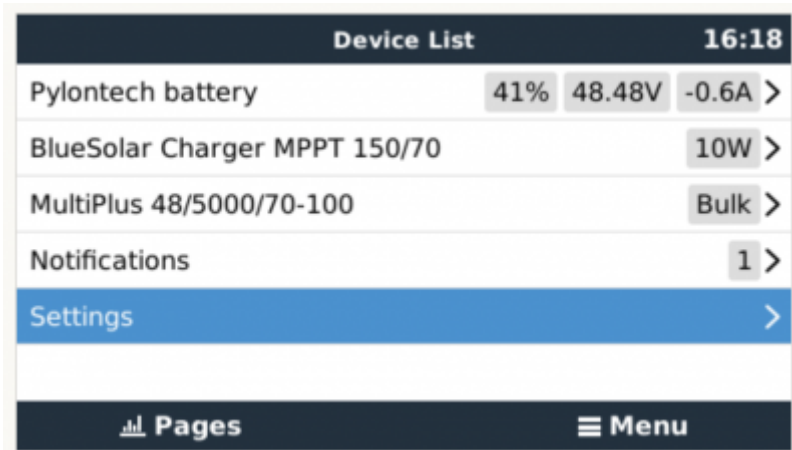 Device List 16:18
Pylontech battery 41% 48.48V -0.6A
BlueSolar Charger MPPT 150/70 10W
MultiPlus 48/5000/70-100 Bulk
Notifications 1
Settings
Pages Menu